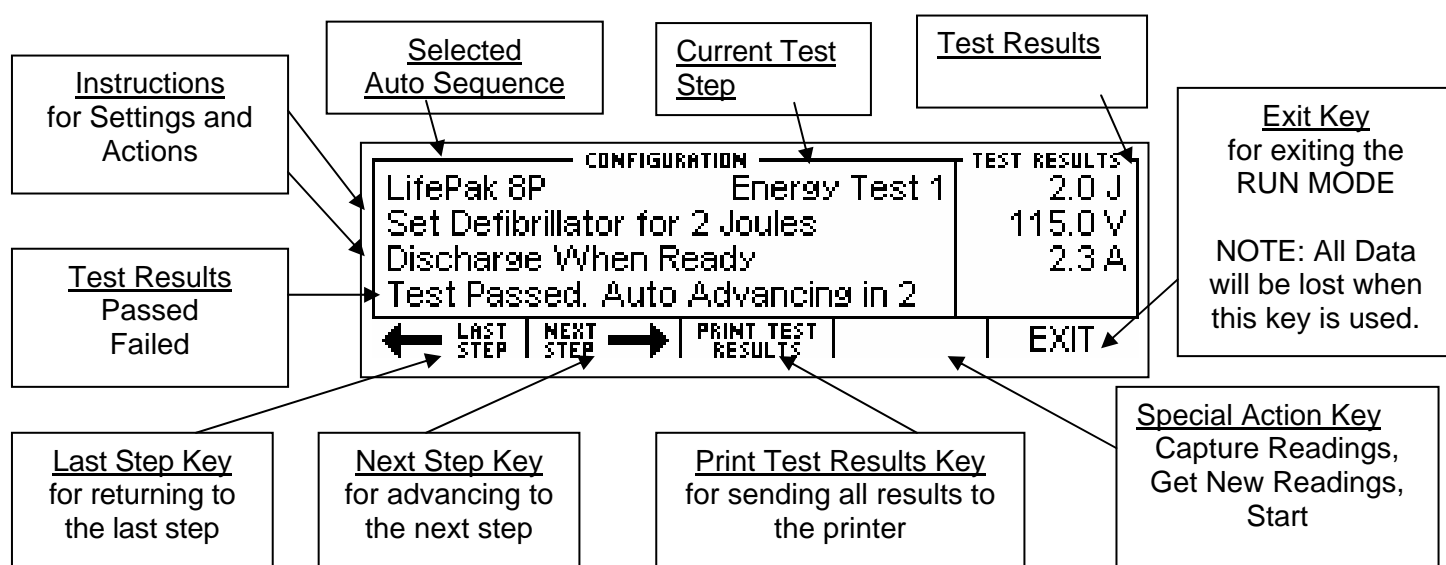 Instructions
for Settings and
Actions
Selected
Auto Sequence
Current Test
Step
Test Results
Exit Key
for exiting the
RUN MODE
NOTE: All Data
will be lost when
this key is used.
Test Results
Passed
Failed
CONFIGURATION
TEST RESULTS
LifePak 8P Energy Test 1 2.0 J
Set Defibrillator for 2 Joules 115.0 V
Discharge When Ready 2.3 A
Test Passed. Auto Advancing in 2
LAST
STEP
NEXT
STEP
PRINT TEST
RESULTS
EXIT
Last Step Key
for returning to
the last step
Next Step Key
for advancing to
the next step
Print Test Results Key
for sending all results to
the printer
Special Action Key
Capture Readings,
Get New Readings,
Start